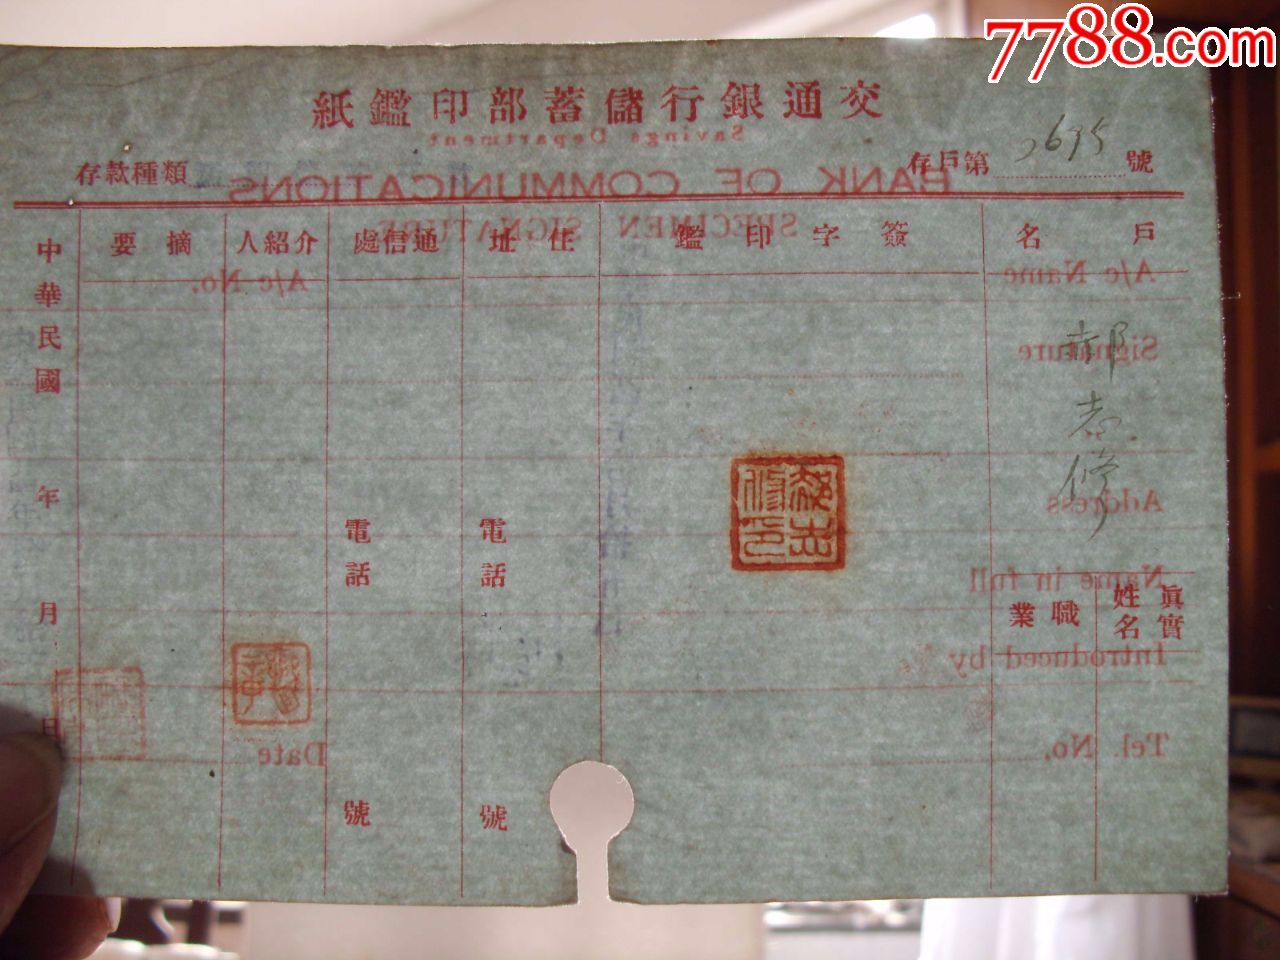 7788.com
交通銀行儲蓄部印鑑紙
Savings Department
存戶第 號
存款種類
BANK OF COMMUNICATIONS
SPECIMEN SIGNATURE
戶名
簽字印鑑
住址
通信處
介紹人
摘要
中華民國 年 月 日
A/c Name
A/c No.
Signature
志修
Address
Name in full
真實姓名
職業
電話
電話
Introduced by
Date
Tel. No.
號
號